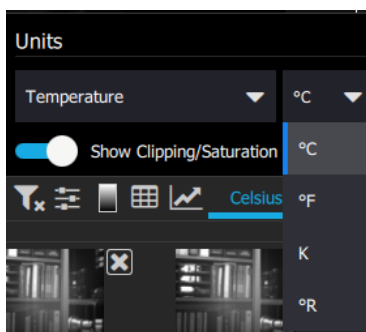 Units
Temperature °C
Show Clipping/Saturation °C
Celsius °F
K
°R